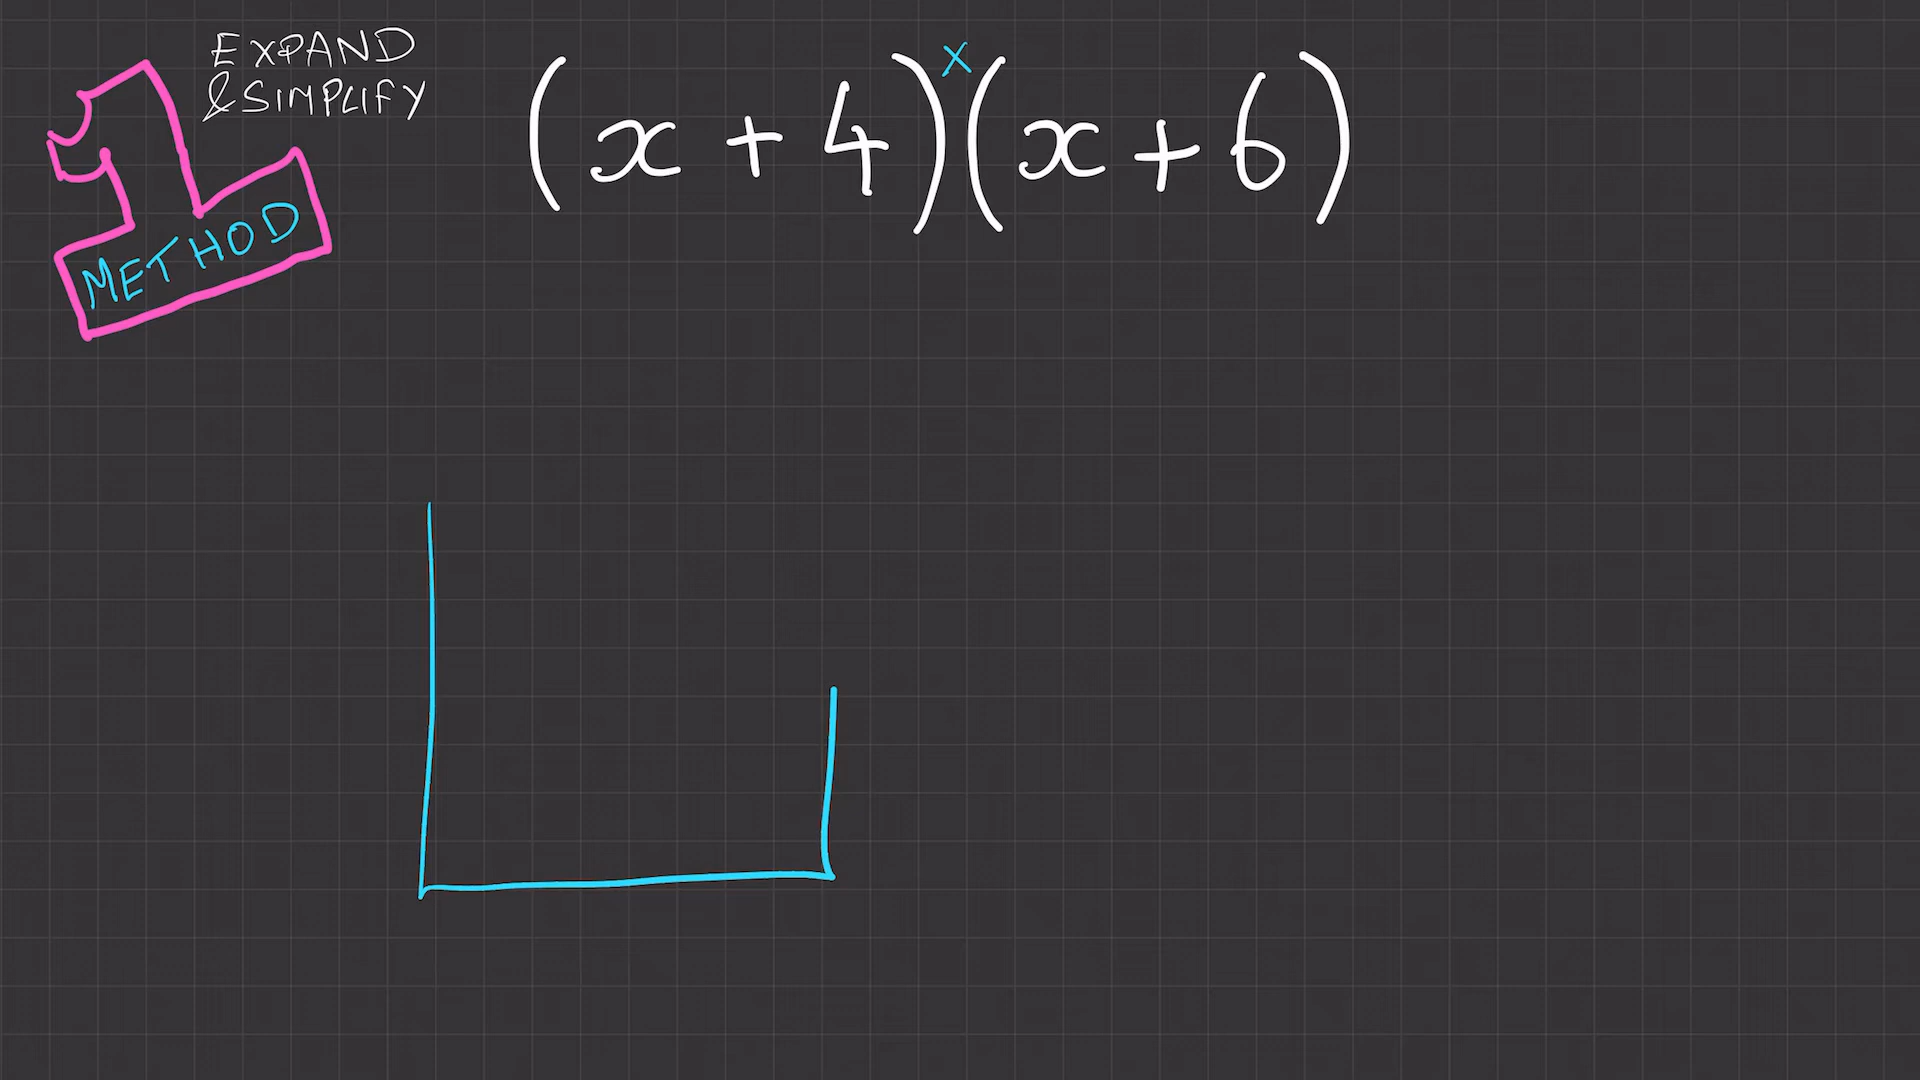 EXPAND
&SIMPLIFY
(x + 4)(x + 6)
×
1
METHOD